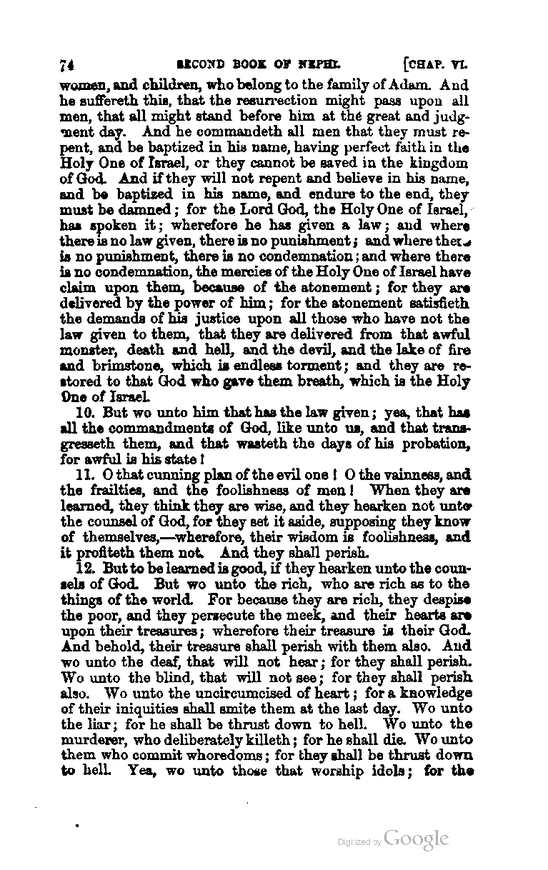 74 SECOND BOOK OF NEPHI. [CHAP. VI.
women, and children, who belong to the family of Adam. And
he suffereth this, that the resurrection might pass upon all
men, that all might stand before him at the great and judg-
ment day. And he commandeth all men that they must re-
pent, and be baptized in his name, having perfect faith in the
Holy One of Israel, or they cannot be saved in the kingdom
of God. And if they will not repent and believe in his name,
and be baptized in his name, and endure to the end, they
must be damned; for the Lord God, the Holy One of Israel,
has spoken it; wherefore he has given a law; and where
there is no law given, there is no punishment; and where there
is no punishment, there is no condemnation; and where there
is no condemnation, the mercies of the Holy One of Israel have
claim upon them, because of the atonement; for they are
delivered by the power of him; for the atonement satisfieth
the demands of his justice upon all those who have not the
law given to them, that they are delivered from that awful
monster, death and hell, and the devil, and the lake of fire
and brimstone, which is endless torment; and they are re-
stored to that God who gave them breath, which is the Holy
One of Israel.
10. But wo unto him that has the law given; yea, that has
all the commandments of God, like unto us, and that trans-
gresseth them, and that wasteth the days of his probation,
for awful is his state!
11. O that cunning plan of the evil one! O the vainness, and
the frailties, and the foolishness of men! When they are
learned, they think they are wise, and they hearken not unto
the counsel of God, for they set it aside, supposing they know
of themselves,—wherefore, their wisdom is foolishness, and
it profiteth them not. And they shall perish.
12. But to be learned is good, if they hearken unto the coun-
sels of God. But wo unto the rich, who are rich as to the
things of the world. For because they are rich, they despise
the poor, and they persecute the meek, and their hearts are
upon their treasures; wherefore their treasure is their God.
And behold, their treasure shall perish with them also. And
wo unto the deaf, that will not hear; for they shall perish.
Wo unto the blind, that will not see; for they shall perish
also. Wo unto the uncircumcised of heart; for a knowledge
of their iniquities shall smite them at the last day. Wo unto
the liar; for he shall be thrust down to hell. Wo unto the
murderer, who deliberately killeth; for he shall die. Wo unto
them who commit whoredoms; for they shall be thrust down
to hell. Yea, wo unto those that worship idols; for the
Digitized by Google